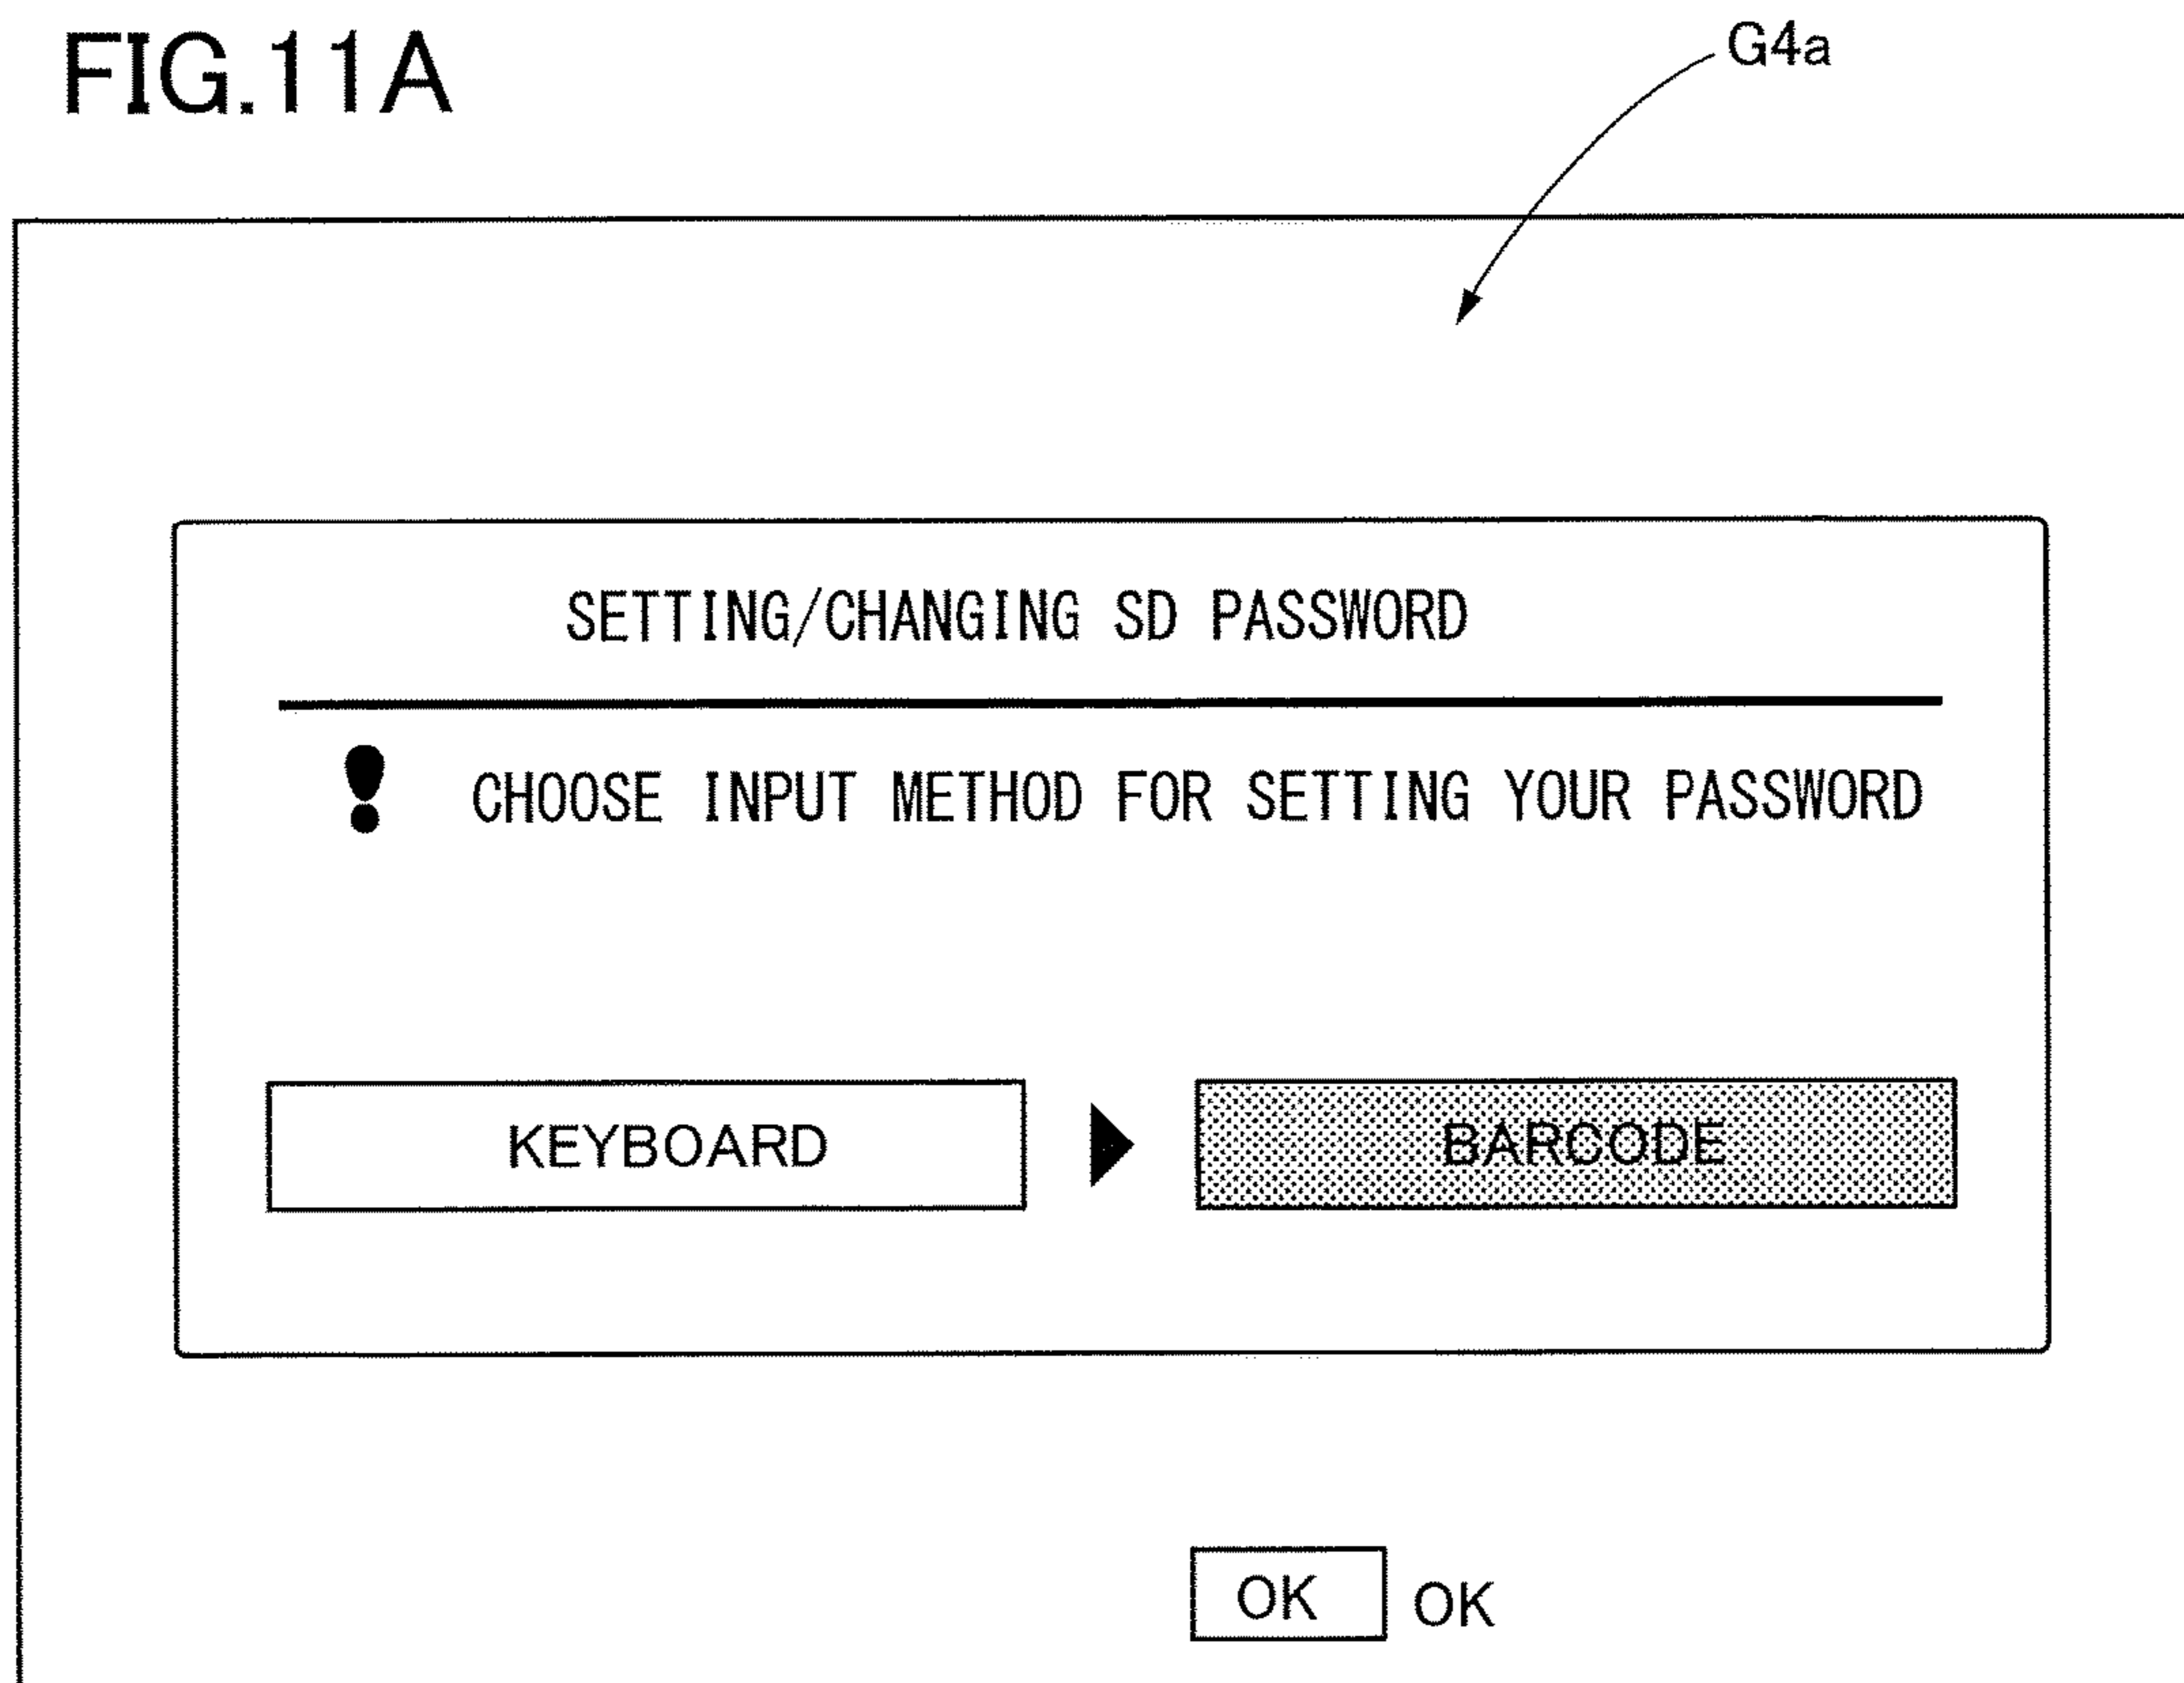 FIG.11A
G4a
SETTING/CHANGING SD PASSWORD
! CHOOSE INPUT METHOD FOR SETTING YOUR PASSWORD
KEYBOARD
BARCODE
OK OK